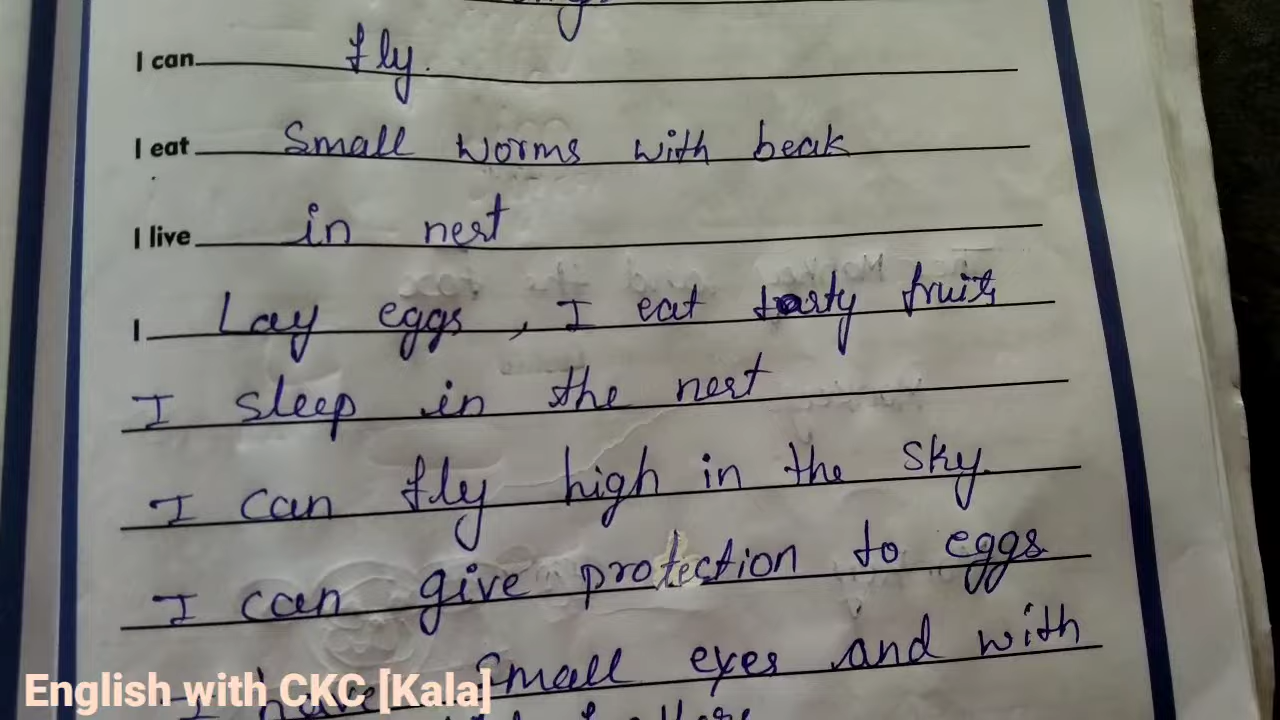 I can fly.
I eat Small worms with beak
I live in nest
I Lay eggs, I eat tasty fruits
I sleep in the nest
I can fly high in the sky.
I can give protection to eggs
I have Small eyes and with
English with CKC [Kala]